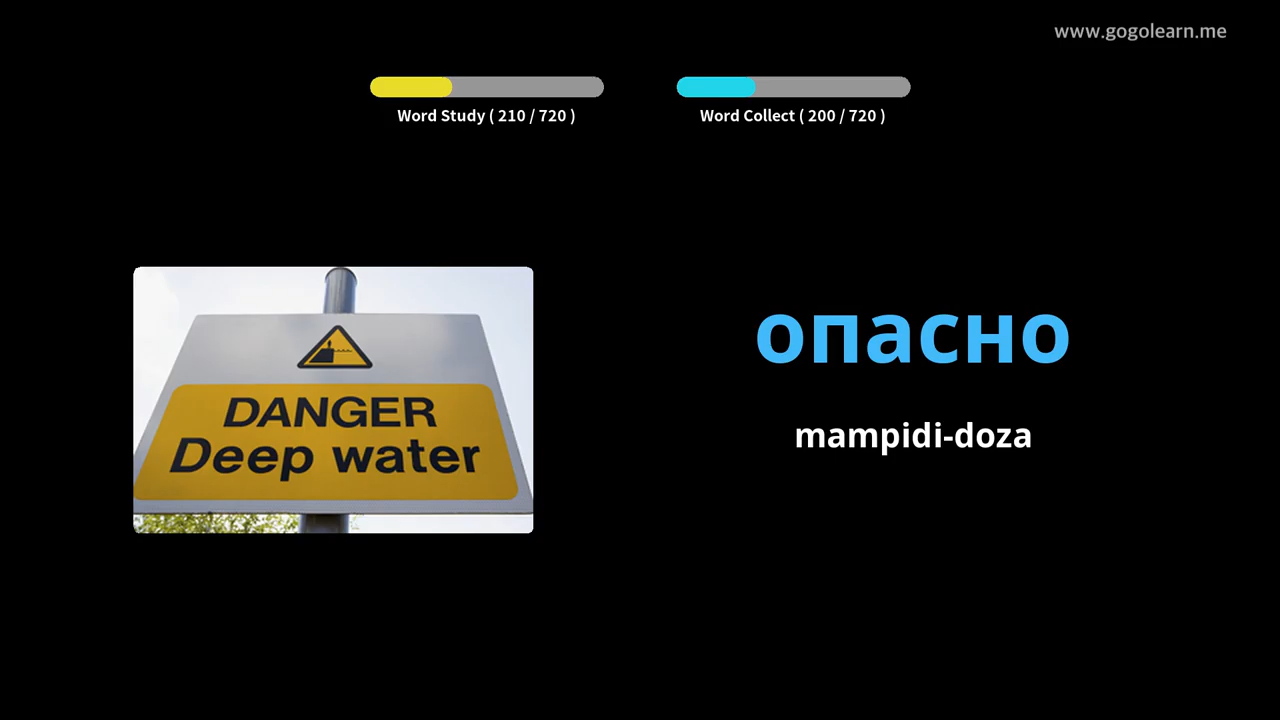 www.gogolearn.me
Word Study ( 210 / 720 )
Word Collect ( 200 / 720 )
DANGER
Deep water
опасно
mampidi-doza